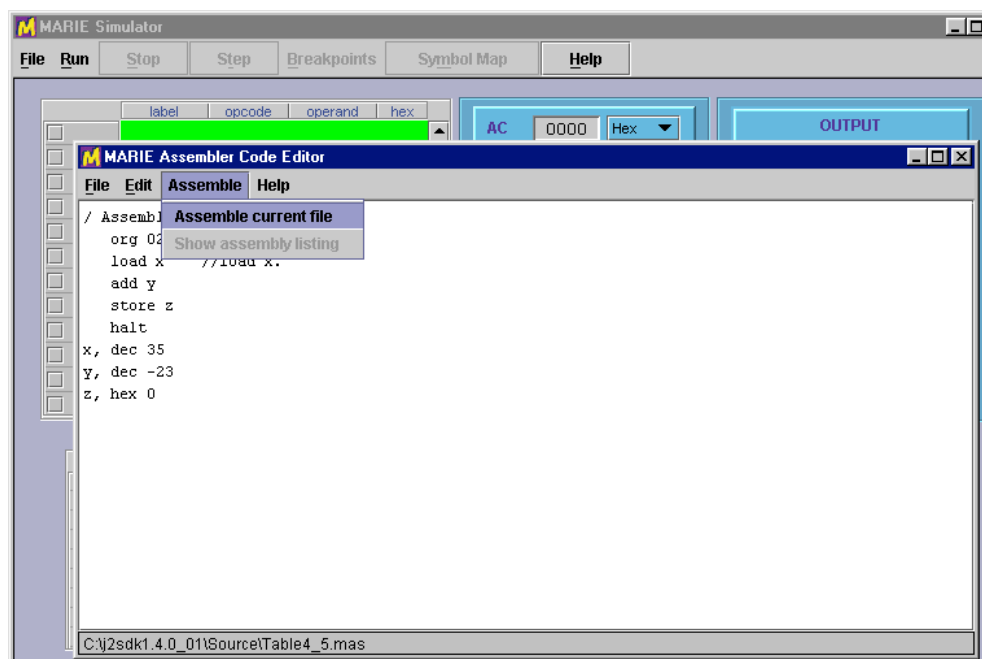 MARIE Simulator
File Run Stop Step Breakpoints Symbol Map Help
label opcode operand hex
AC 0000 Hex
OUTPUT
MARIE Assembler Code Editor
File Edit Assemble Help
Assemble current file
Show assembly listing
/ Assembl
org 02
load x //load x.
add y
store z
halt
x, dec 35
y, dec -23
z, hex 0
C:\j2sdk1.4.0_01\Source\Table4_5.mas